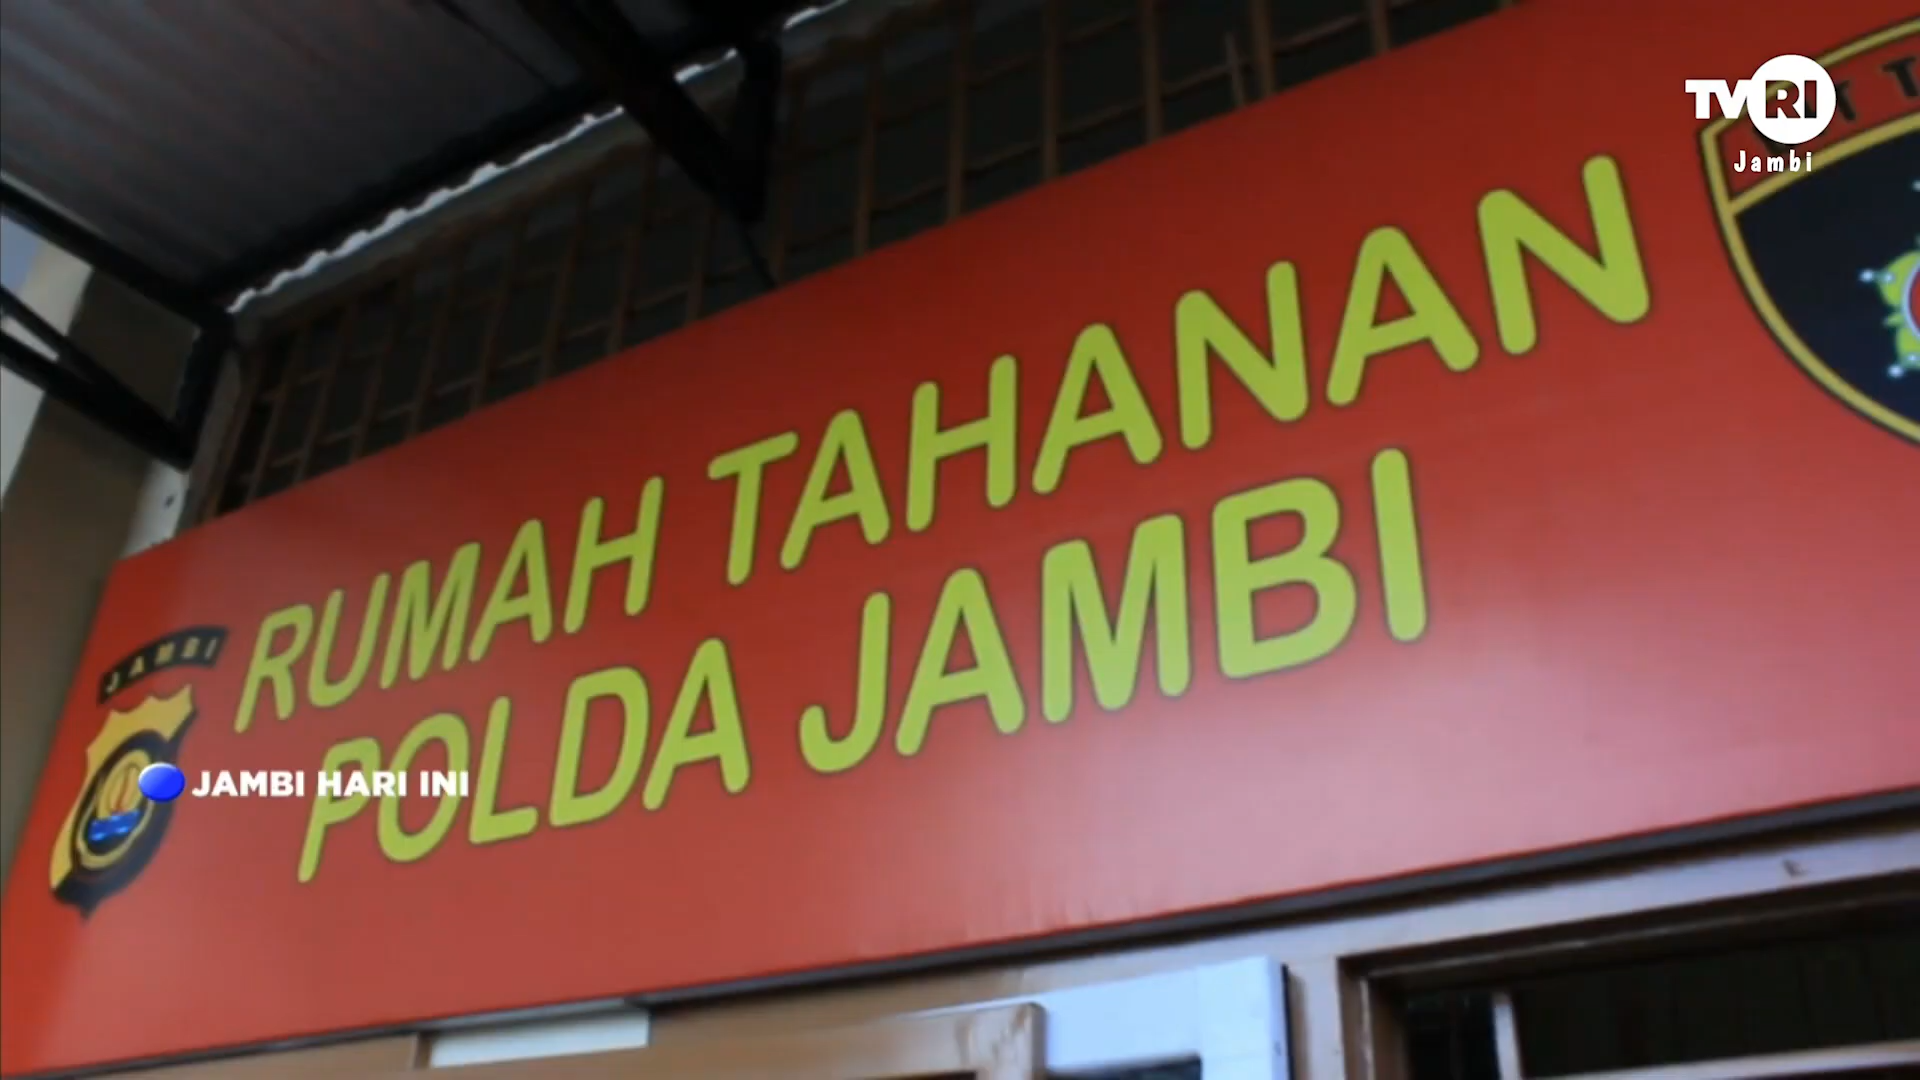 TVRI
Jambi
RUMAH TAHANAN
POLDA JAMBI
JAMBI
JAMBI HARI INI